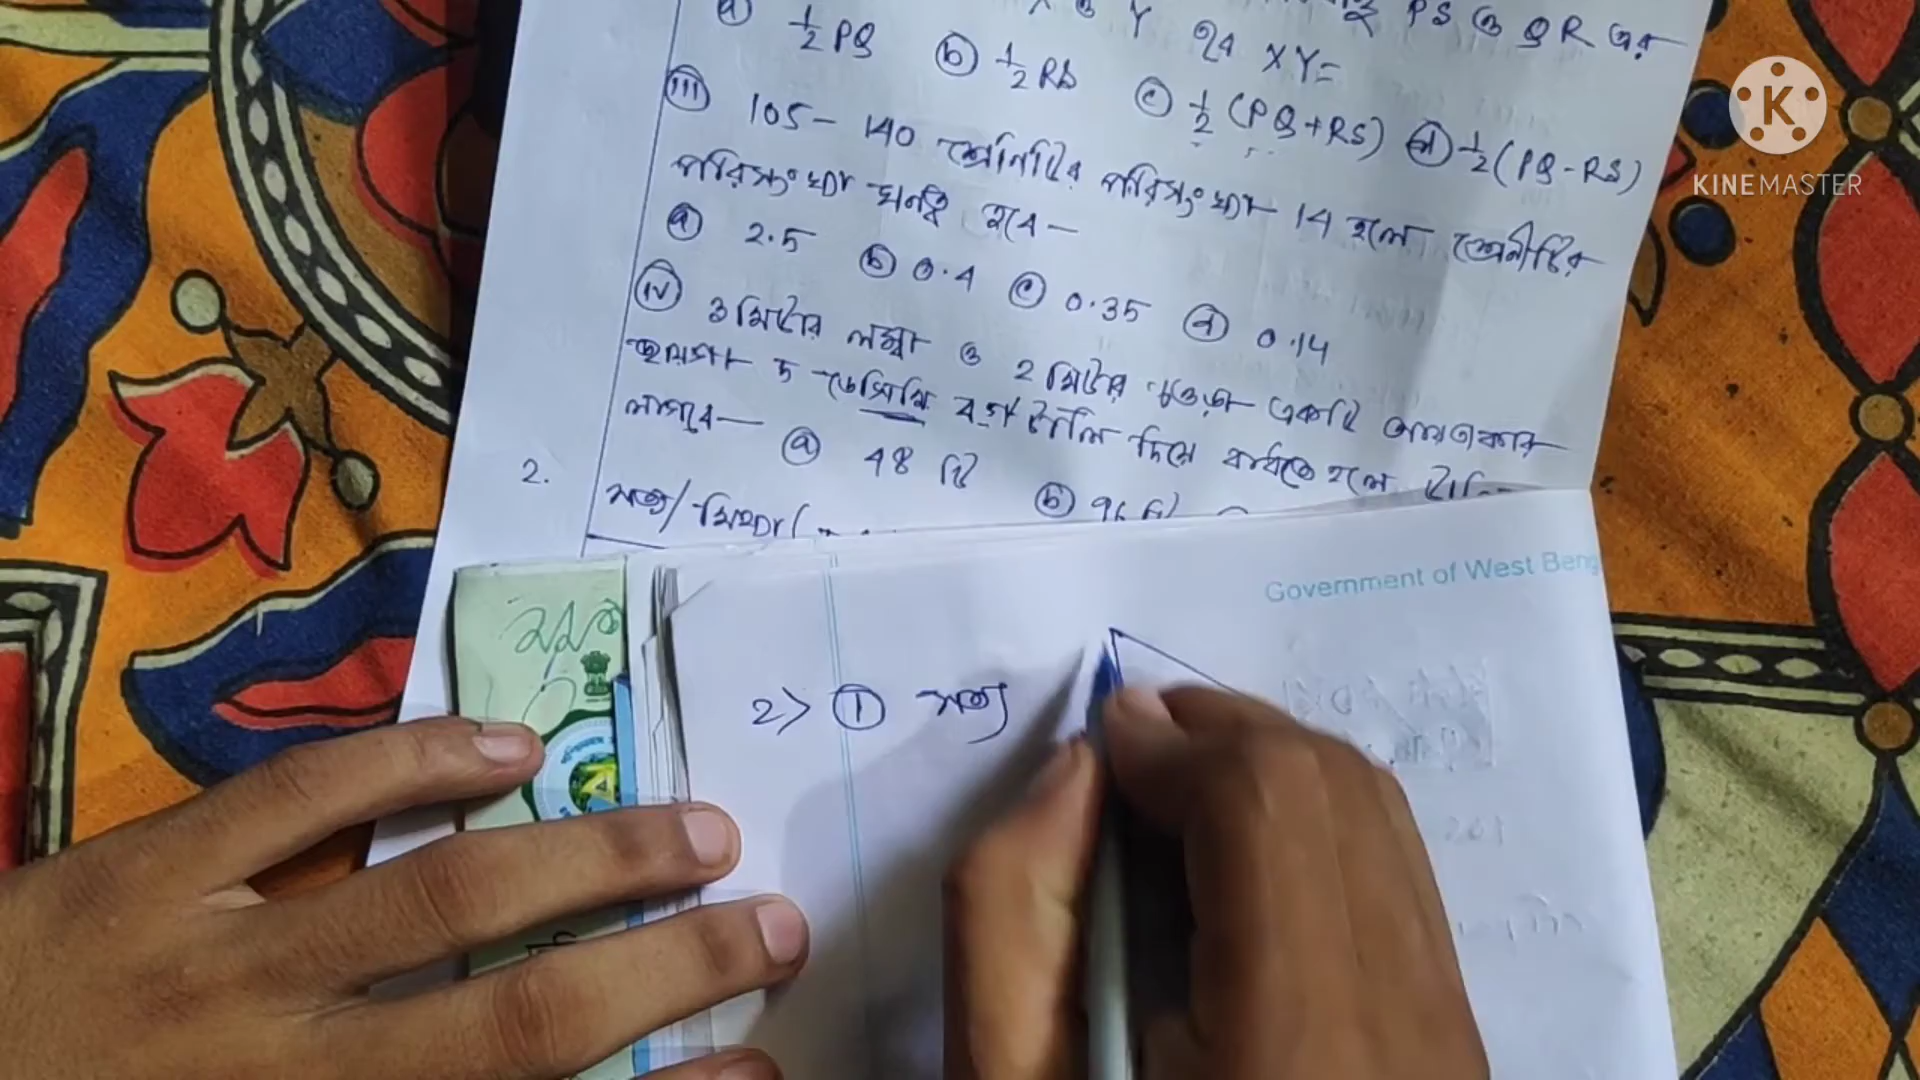 PS ও QR এর
X ও Y হয় XY=
ⓐ 1/2 PQ ⓑ 1/2 RS ⓒ 1/2 (PQ+RS) ⓓ 1/2 (PQ-RS)
ⓘⓘⓘ 105-140 শ্রেনিটির পরিসংখ্যা 14 হলে শ্রেনীটির
পরিসংখ্যা ঘনত্ব হবে-
ⓐ 2.5 ⓑ 0.4 ⓒ 0.35 ⓓ 0.14
ⓘⓥ 3 মিটার লম্বা ও 2 মিটার চওড়া একটি আয়তাকার
জায়গা 5 ডেসিমি বর্গ টালি দিয়ে বাঁধতে হলে
লাগবে- ⓐ 48 টি ⓑ 96 টি
2. সত্য/মিথ্যা (
KINEMASTER
Government of West Beng
2> ① সত্য